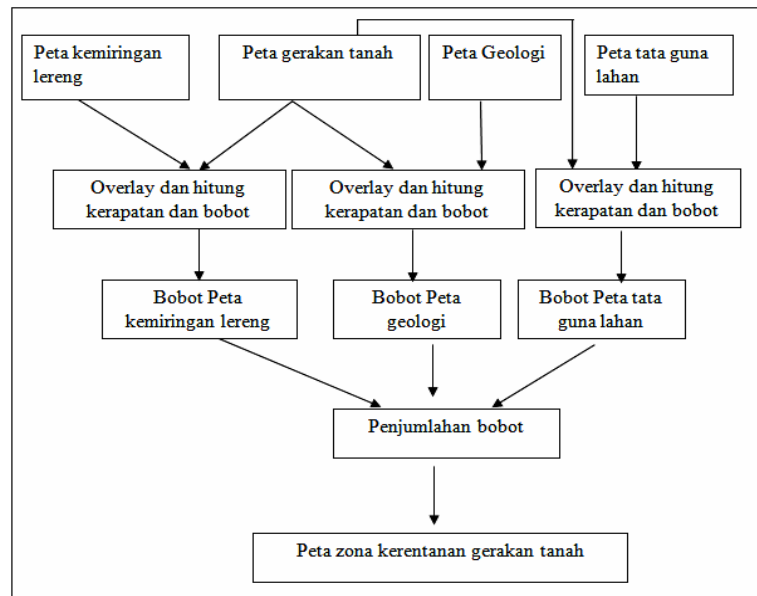 Peta kemiringan
lereng
Peta gerakan tanah
Peta Geologi
Peta tata guna
lahan
Overlay dan hitung
kerapatan dan bobot
Overlay dan hitung
kerapatan dan bobot
Overlay dan hitung
kerapatan dan bobot
Bobot Peta
kemiringan lereng
Bobot Peta
geologi
Bobot Peta tata
guna lahan
Penjumlahan bobot
Peta zona kerentanan gerakan tanah